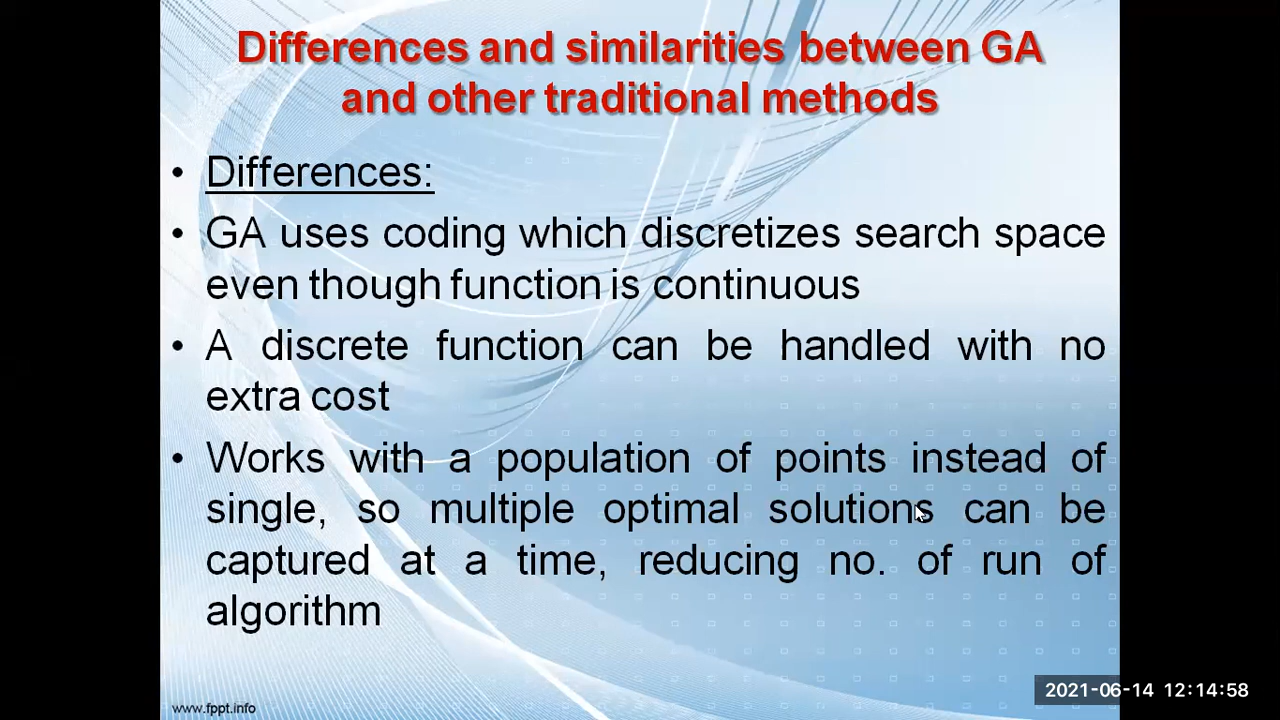 Differences and similarities between GA
and other traditional methods
• Differences:
• GA uses coding which discretizes search space
even though function is continuous
• A discrete function can be handled with no
extra cost
• Works with a population of points instead of
single, so multiple optimal solutions can be
captured at a time, reducing no. of run of
algorithm
www.fppt.info
2021-06-14 12:14:58